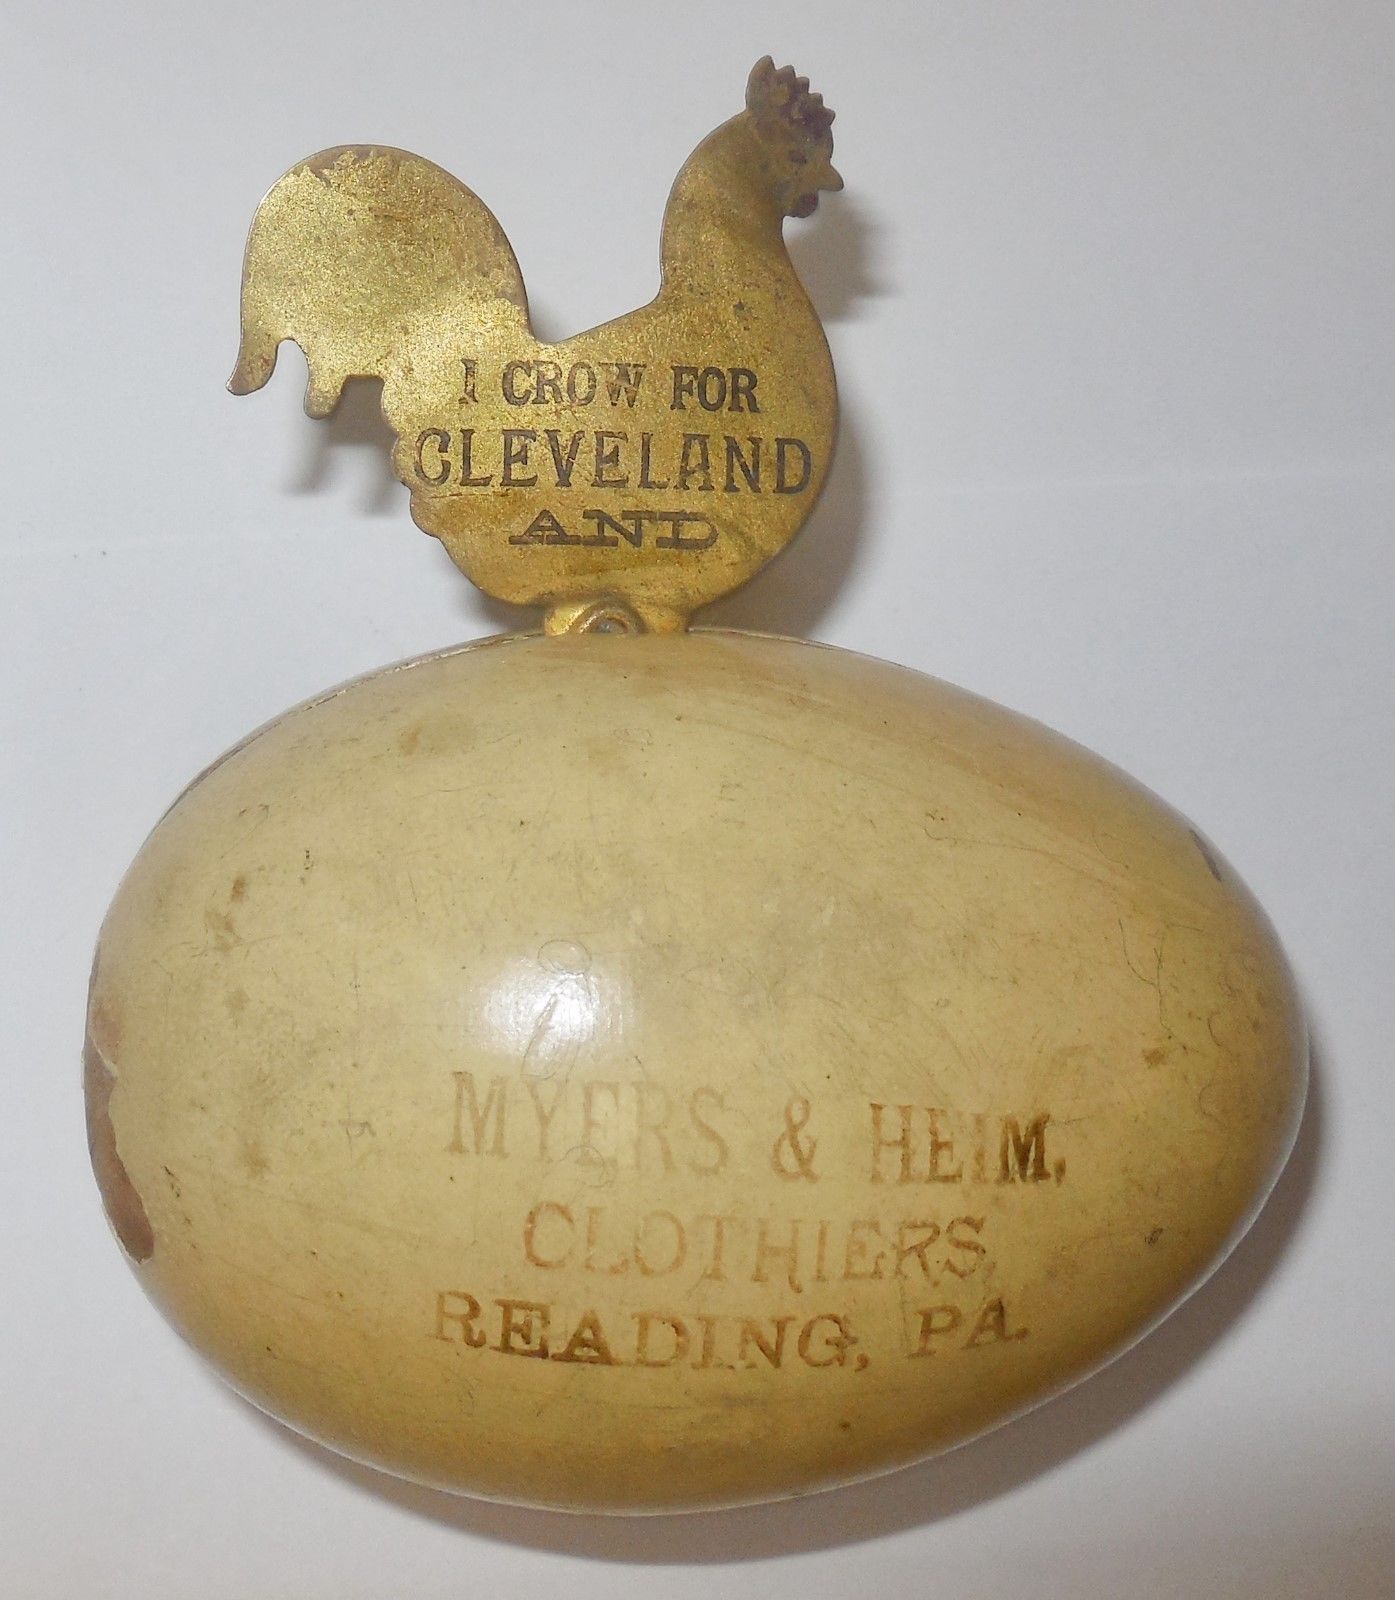 I CROW FOR
CLEVELAND
AND
MYERS & HEIM,
CLOTHIERS,
READING, PA.